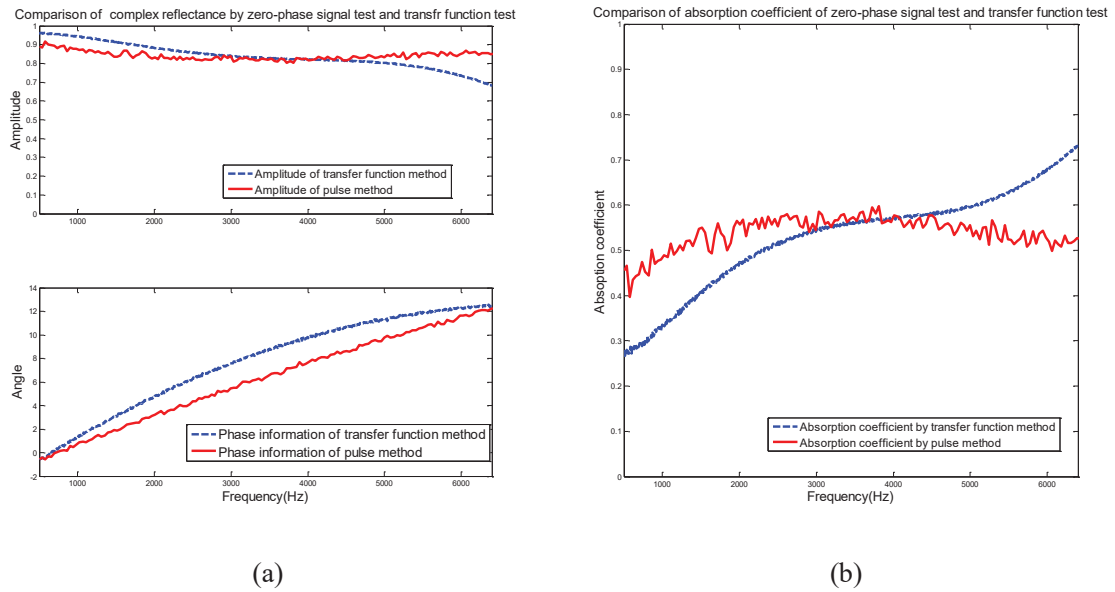 Comparison of complex reflectance by zero-phase signal test and transfr function test
1
0.9
0.8
0.7
0.6
0.5
0.4
0.3
0.2
0.1
0
Amplitude
Amplitude of transfer function method
Amplitude of pulse method
1000 2000 3000 4000 5000 6000
14
12
10
8
6
4
2
0
-2
Angle
Phase information of transfer function method
Phase information of pulse method
1000 2000 3000 4000 5000 6000
Frequency(Hz)
(a)
Comparison of absorption coefficient of zero-phase signal test and transfer function test
1
0.9
0.8
0.7
0.6
0.5
0.4
0.3
0.2
0.1
0
Absoption coefficient
Absorption coefficient by transfer function method
Absorption coefficient by pulse method
1000 2000 3000 4000 5000 6000
Frequency(Hz)
(b)